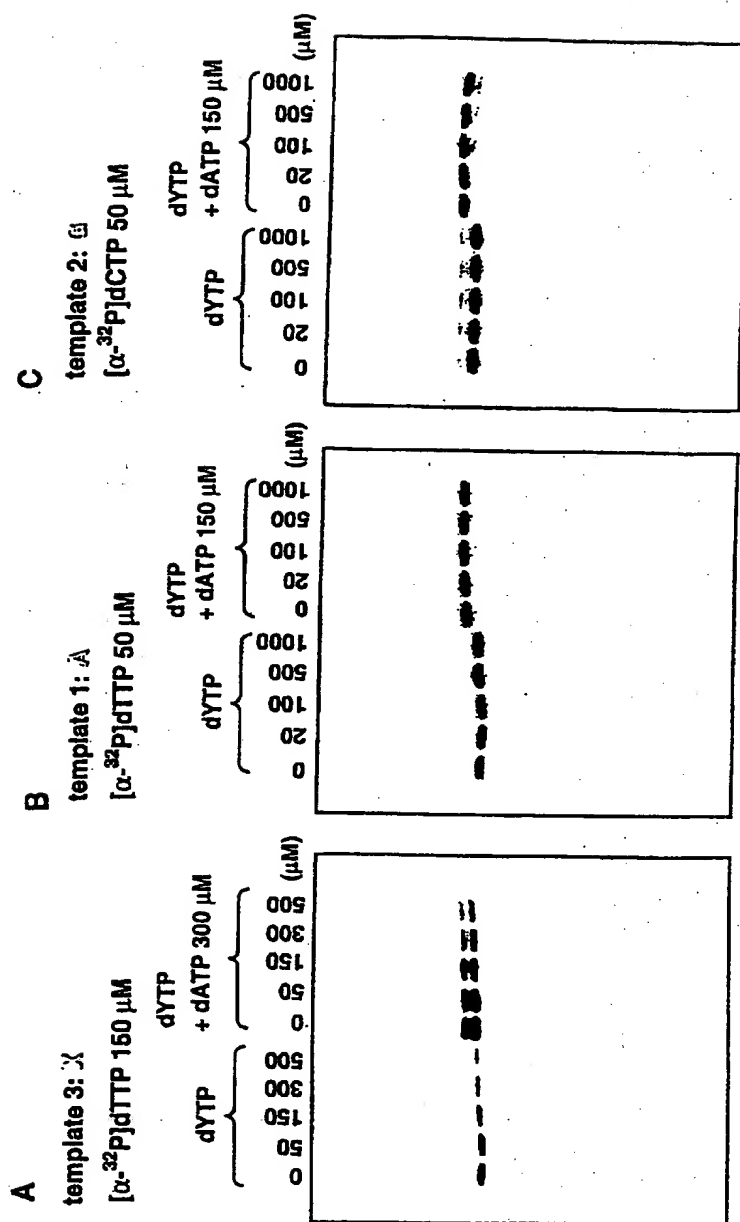 A
template 3: X
[α-³²P]dTTP 150 μM
dYTP
dYTP
+ dATP 300 μM
0 50 150 300 500 0 50 150 300 500 (μM)
B
template 1: A
[α-³²P]dTTP 50 μM
dYTP
dYTP
+ dATP 150 μM
0 20 100 500 1000 0 20 100 500 1000 (μM)
C
template 2: G
[α-³²P]dCTP 50 μM
dYTP
dYTP
+ dATP 150 μM
0 20 100 500 1000 0 20 100 500 1000 (μM)